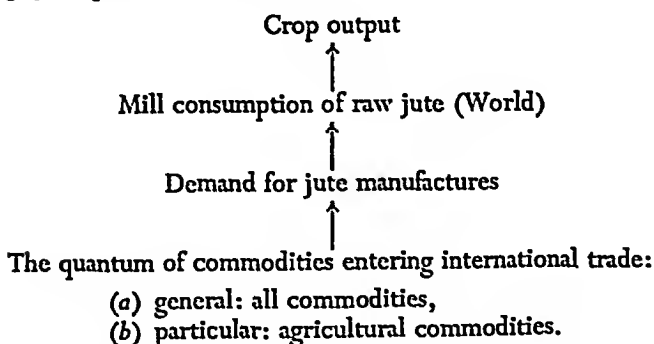 Crop output
Mill consumption of raw jute (World)
Demand for jute manufactures
The quantum of commodities entering international trade:
(a) general: all commodities,
(b) particular: agricultural commodities.